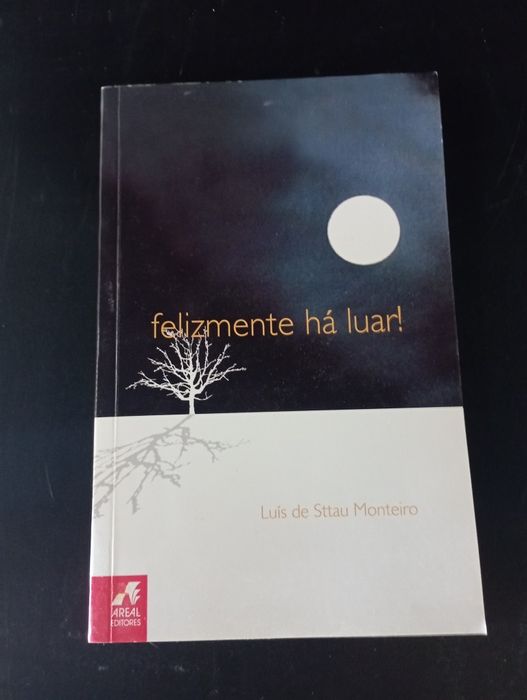 felizmente há luar!
Luís de Sttau Monteiro
AREAL
EDITORES